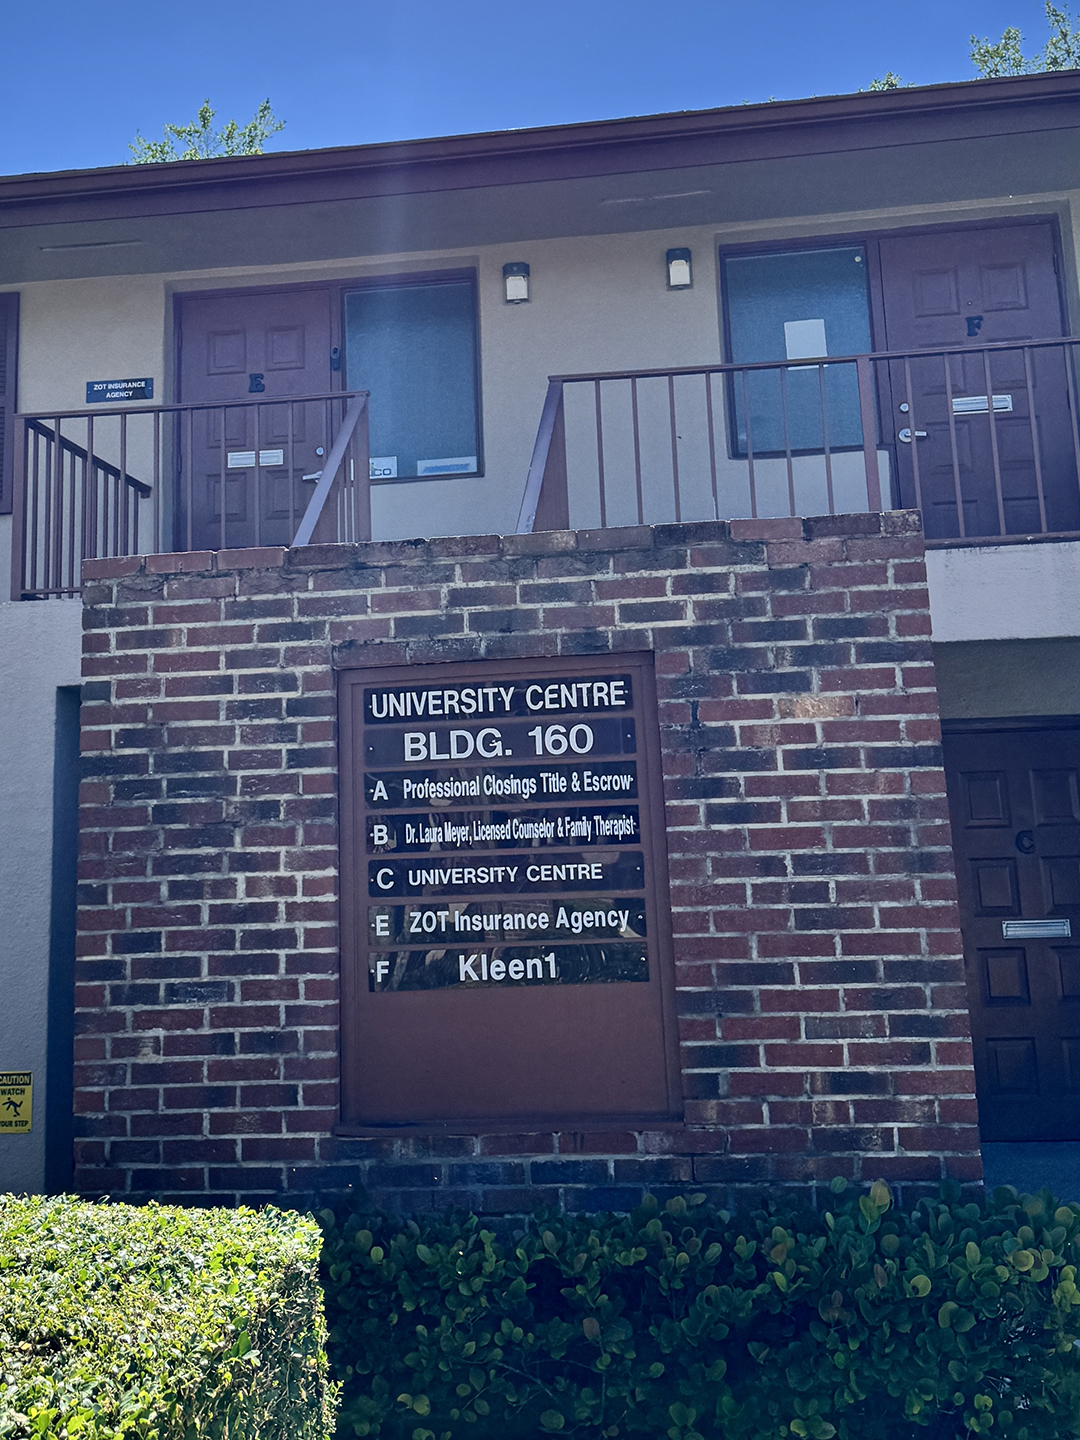 ZOT INSURANCE
AGENCY
E
F
UNIVERSITY CENTRE
BLDG. 160
A Professional Closings Title & Escrow
B Dr. Laura Meyer, Licensed Counselor & Family Therapist
C UNIVERSITY CENTRE
E ZOT Insurance Agency
F Kleen1
C
CAUTION
WATCH
YOUR STEP